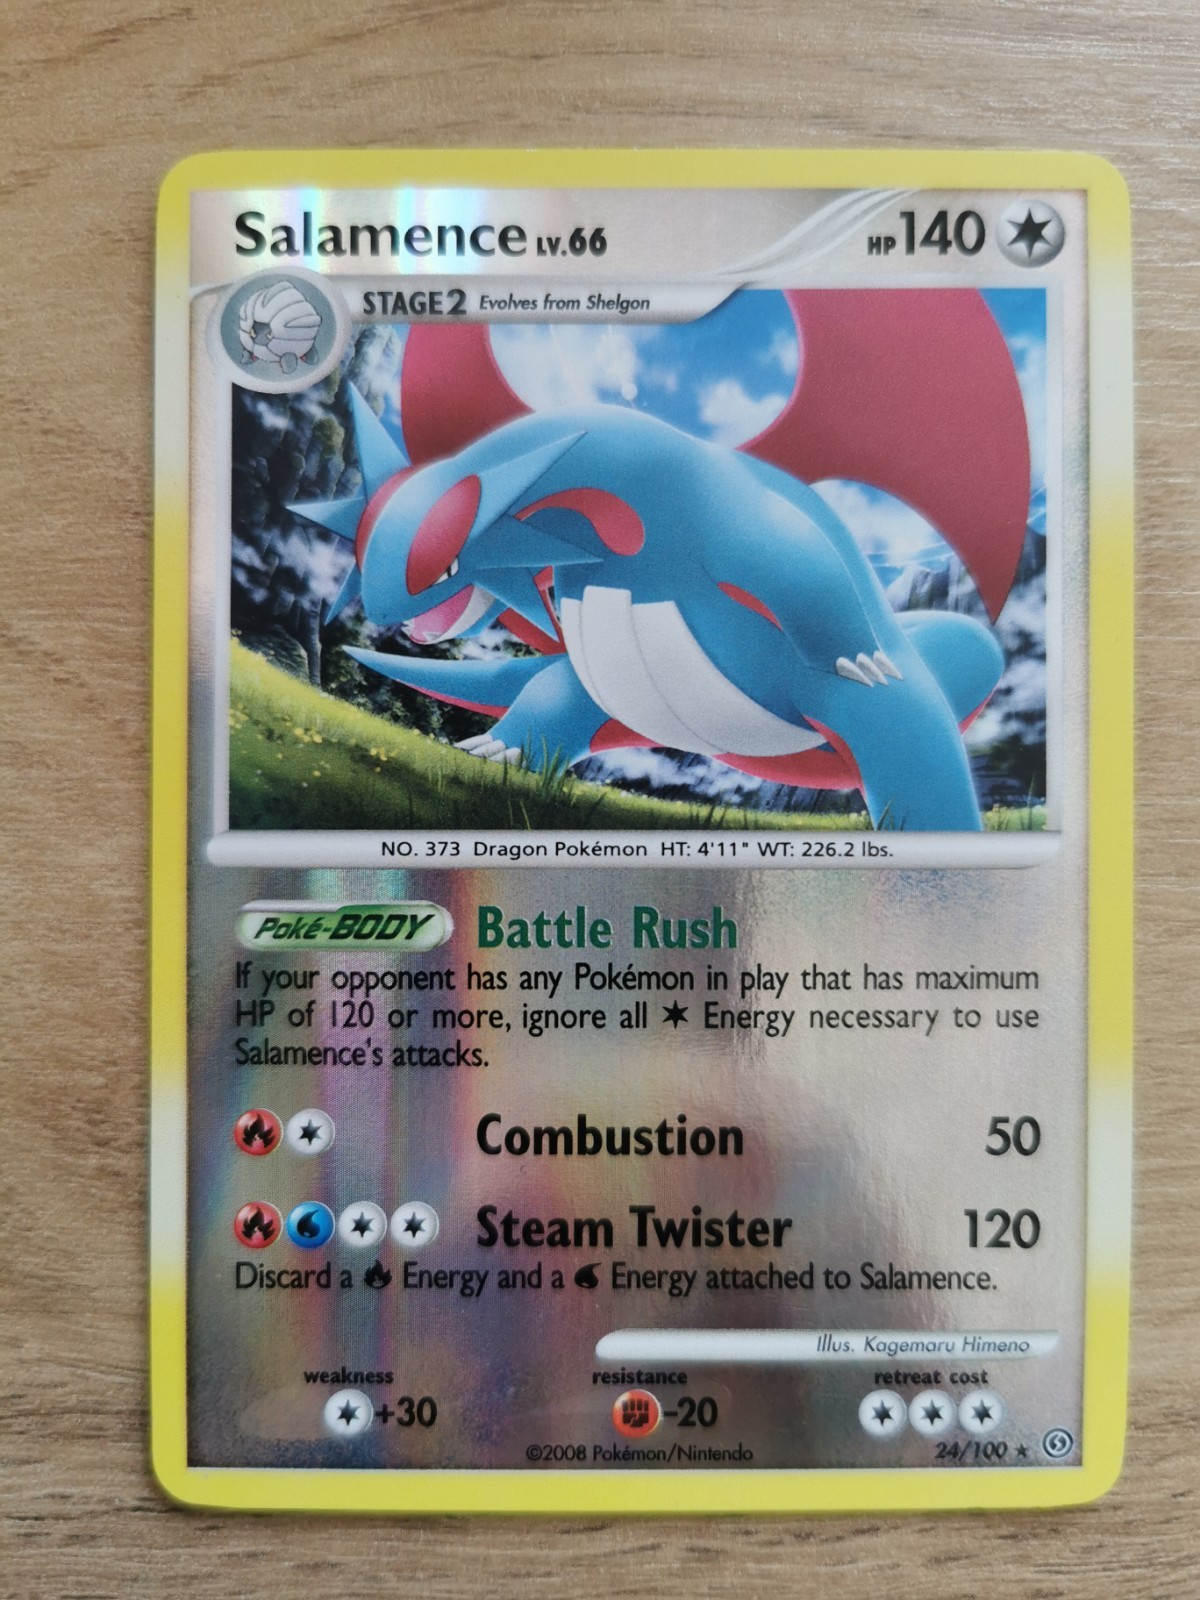 Salamence LV.66 HP 140
STAGE2 Evolves from Shelgon
NO. 373 Dragon Pokémon HT: 4'11" WT: 226.2 lbs.
Poké-BODY Battle Rush
If your opponent has any Pokémon in play that has maximum
HP of 120 or more, ignore all Energy necessary to use
Salamence's attacks.
Combustion 50
Steam Twister 120
Discard a Energy and a Energy attached to Salamence.
Illus. Kagemaru Himeno
weakness resistance retreat cost
+30 -20
©2008 Pokémon/Nintendo 24/100 ★